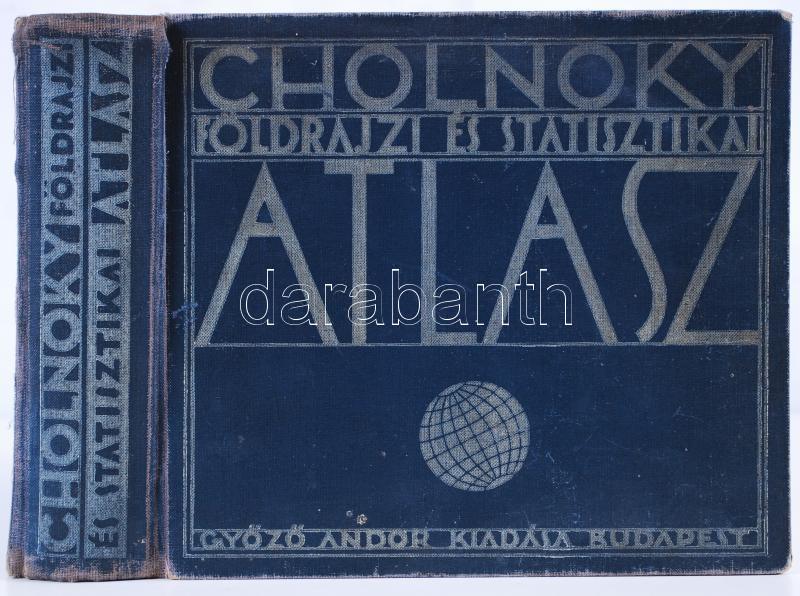 CHOLNOKY FÖLDRAJZI
ÉS STATISZTIKAI ATLASZ
CHOLNOKY
FÖLDRAJZI ÉS STATISZTIKAI
ATLASZ
darabanth
GYŐZŐ ANDOR KIADÁSA BUDAPEST